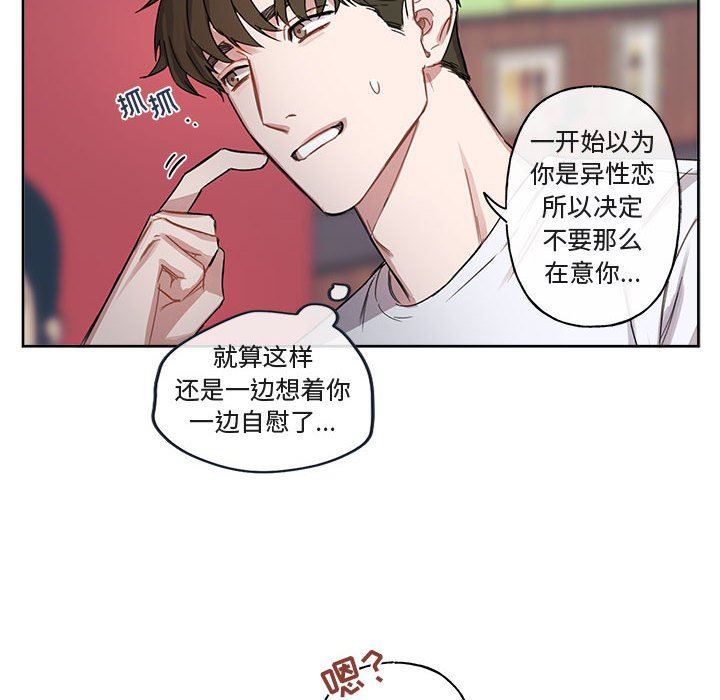 抓抓
一开始以为
你是异性恋
所以决定
不要那么
在意你...
就算这样
还是一边想着你
一边自慰了...
嗯?